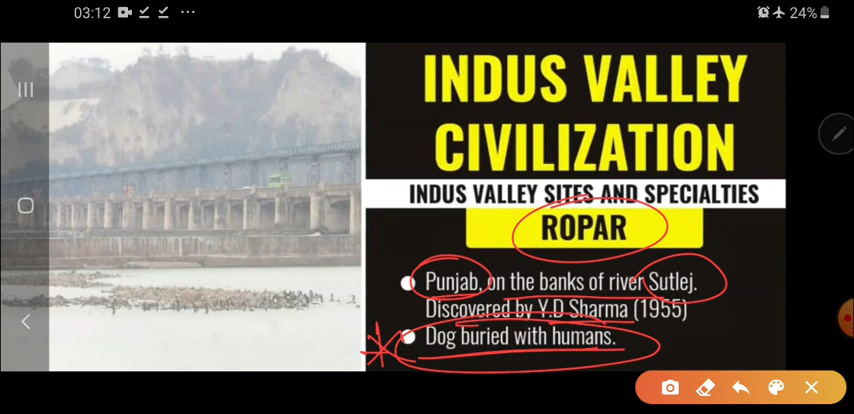 03:12
24%
INDUS VALLEY
CIVILIZATION
INDUS VALLEY SITES AND SPECIALTIES
ROPAR
Punjab, on the banks of river Sutlej.
Discovered by Y.D Sharma (1955)
Dog buried with humans.